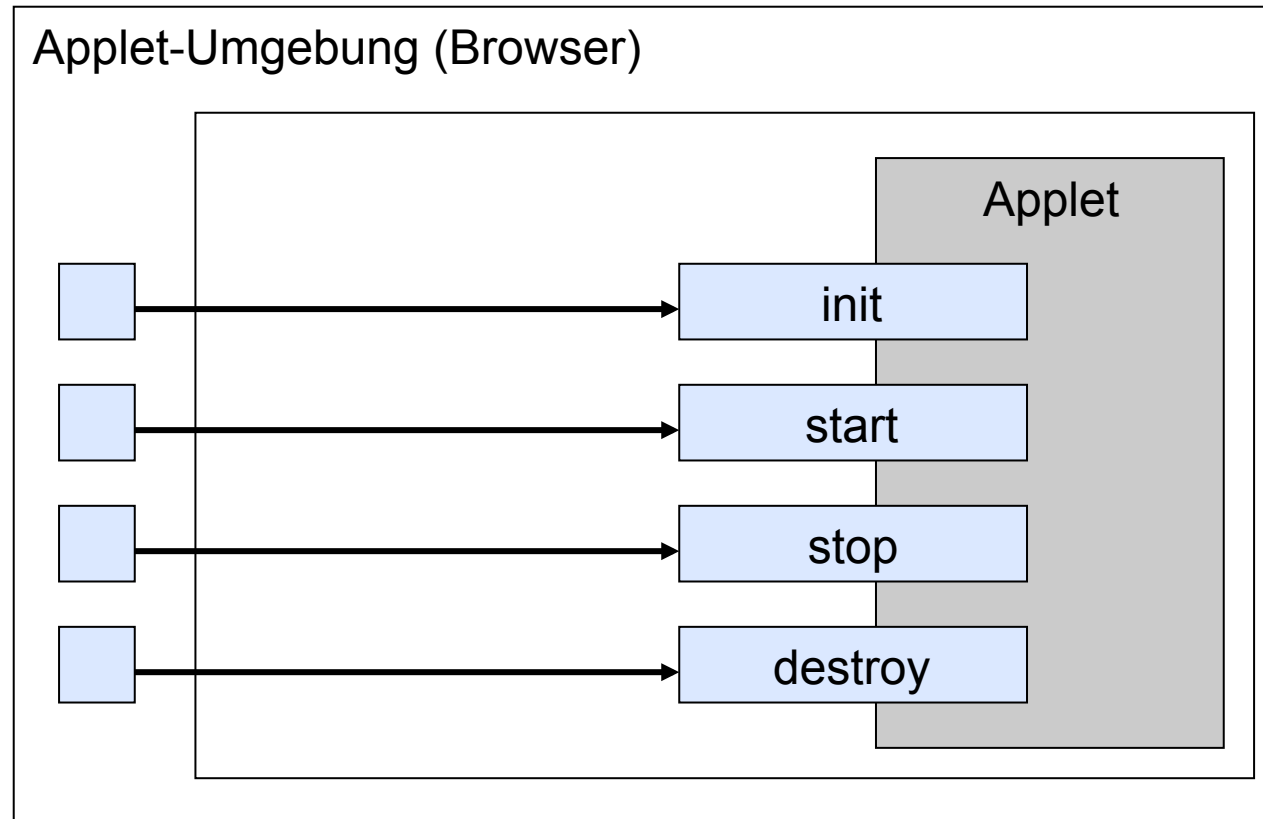 Applet-Umgebung (Browser)
Applet
init
start
stop
destroy